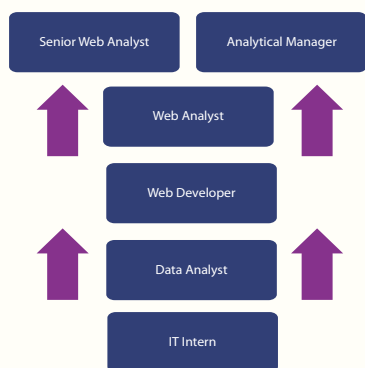 Senior Web Analyst
Analytical Manager
Web Analyst
Web Developer
Data Analyst
IT Intern